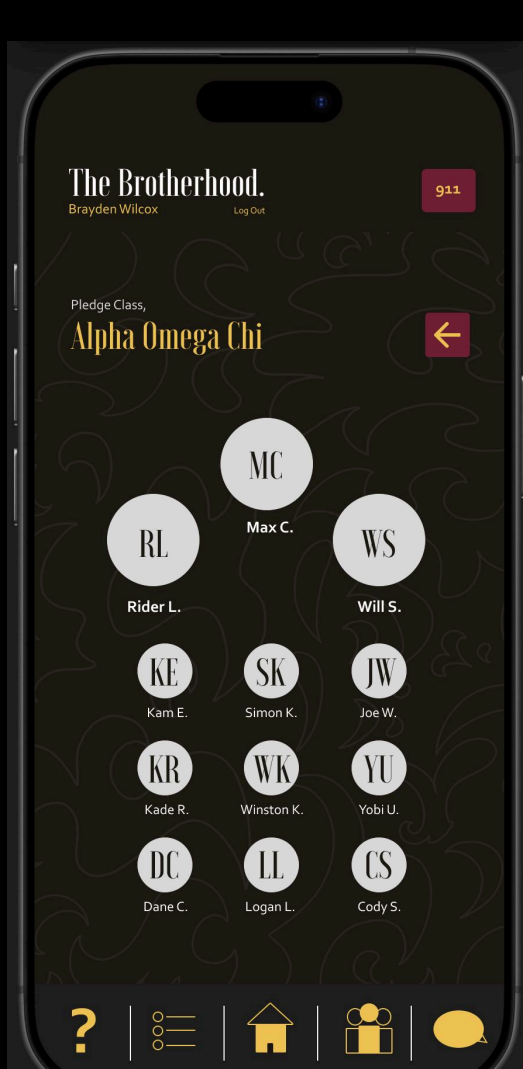 The Brotherhood.
911
Brayden Wilcox Log Out
Pledge Class,
Alpha Omega Chi
MC
Max C.
RL WS
Rider L. Will S.
KE SK JW
Kam E. Simon K. Joe W.
KR WK YU
Kade R. Winston K. Yobi U.
DC LL CS
Dane C. Logan L. Cody S.
?